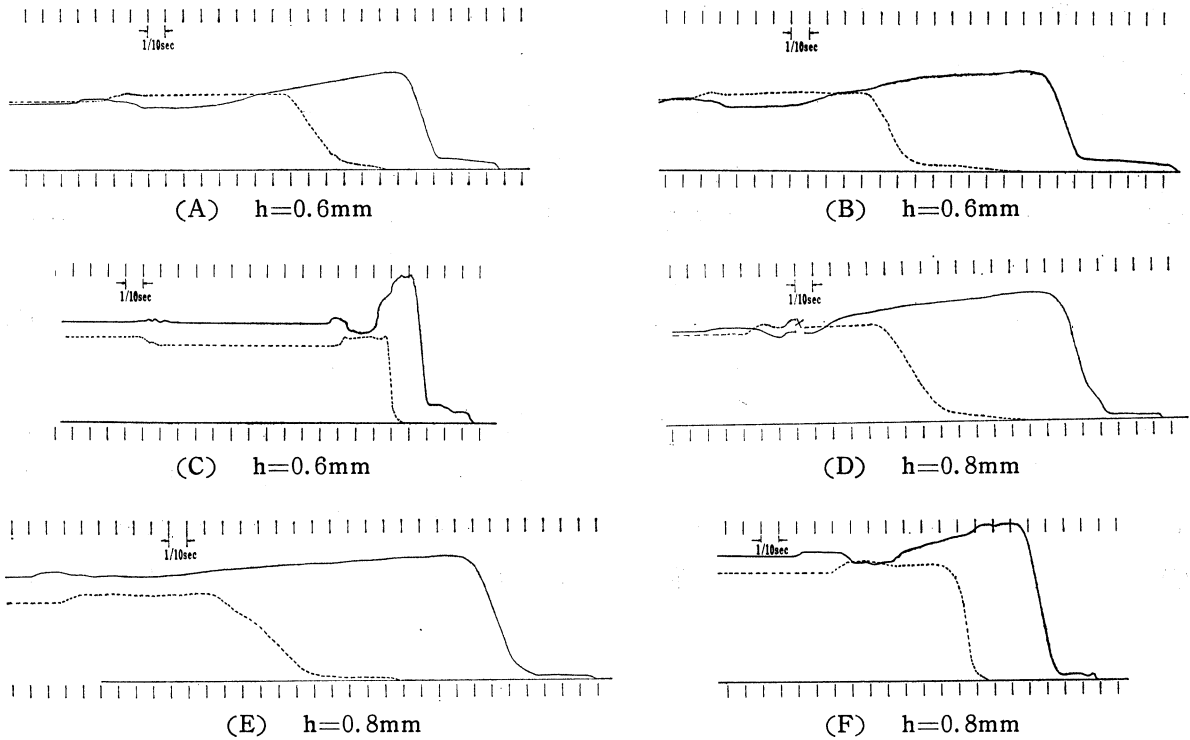 1/10sec
1/10sec
(A) h=0.6mm
(B) h=0.6mm
1/10sec
1/10sec
(C) h=0.6mm
(D) h=0.8mm
1/10sec
1/10sec
(E) h=0.8mm
(F) h=0.8mm